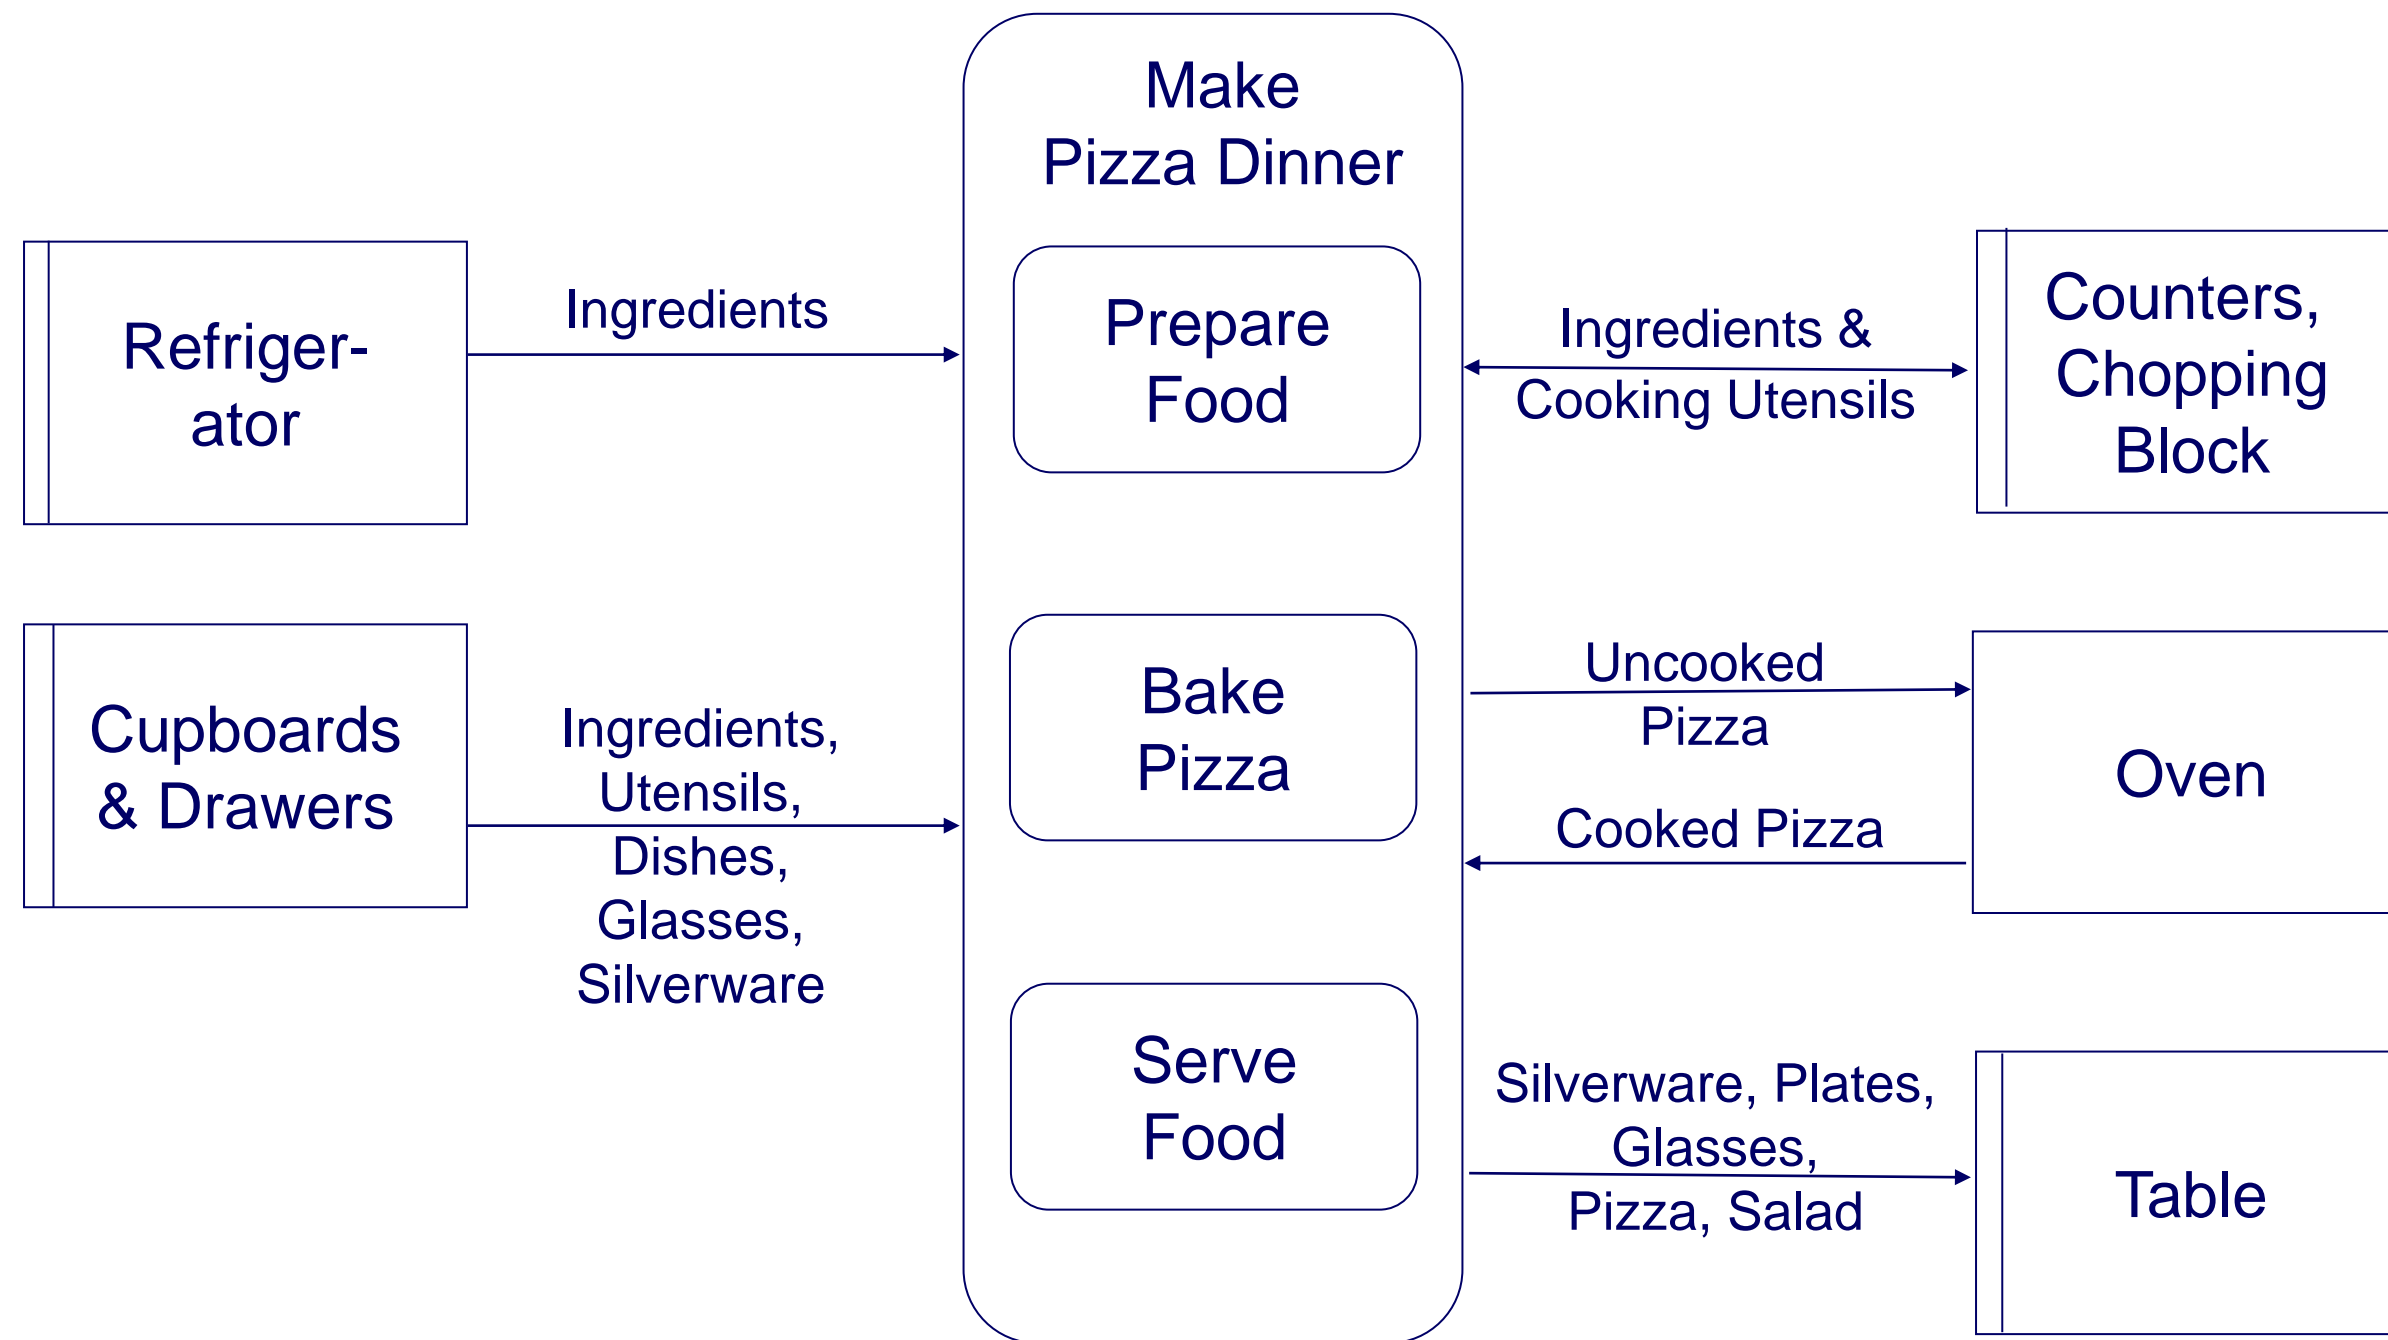 Make
Pizza Dinner
Refriger-
ator
Ingredients
Prepare
Food
Ingredients &
Cooking Utensils
Counters,
Chopping
Block
Cupboards
& Drawers
Ingredients,
Utensils,
Dishes,
Glasses,
Silverware
Bake
Pizza
Uncooked
Pizza
Cooked Pizza
Oven
Serve
Food
Silverware, Plates,
Glasses,
Pizza, Salad
Table